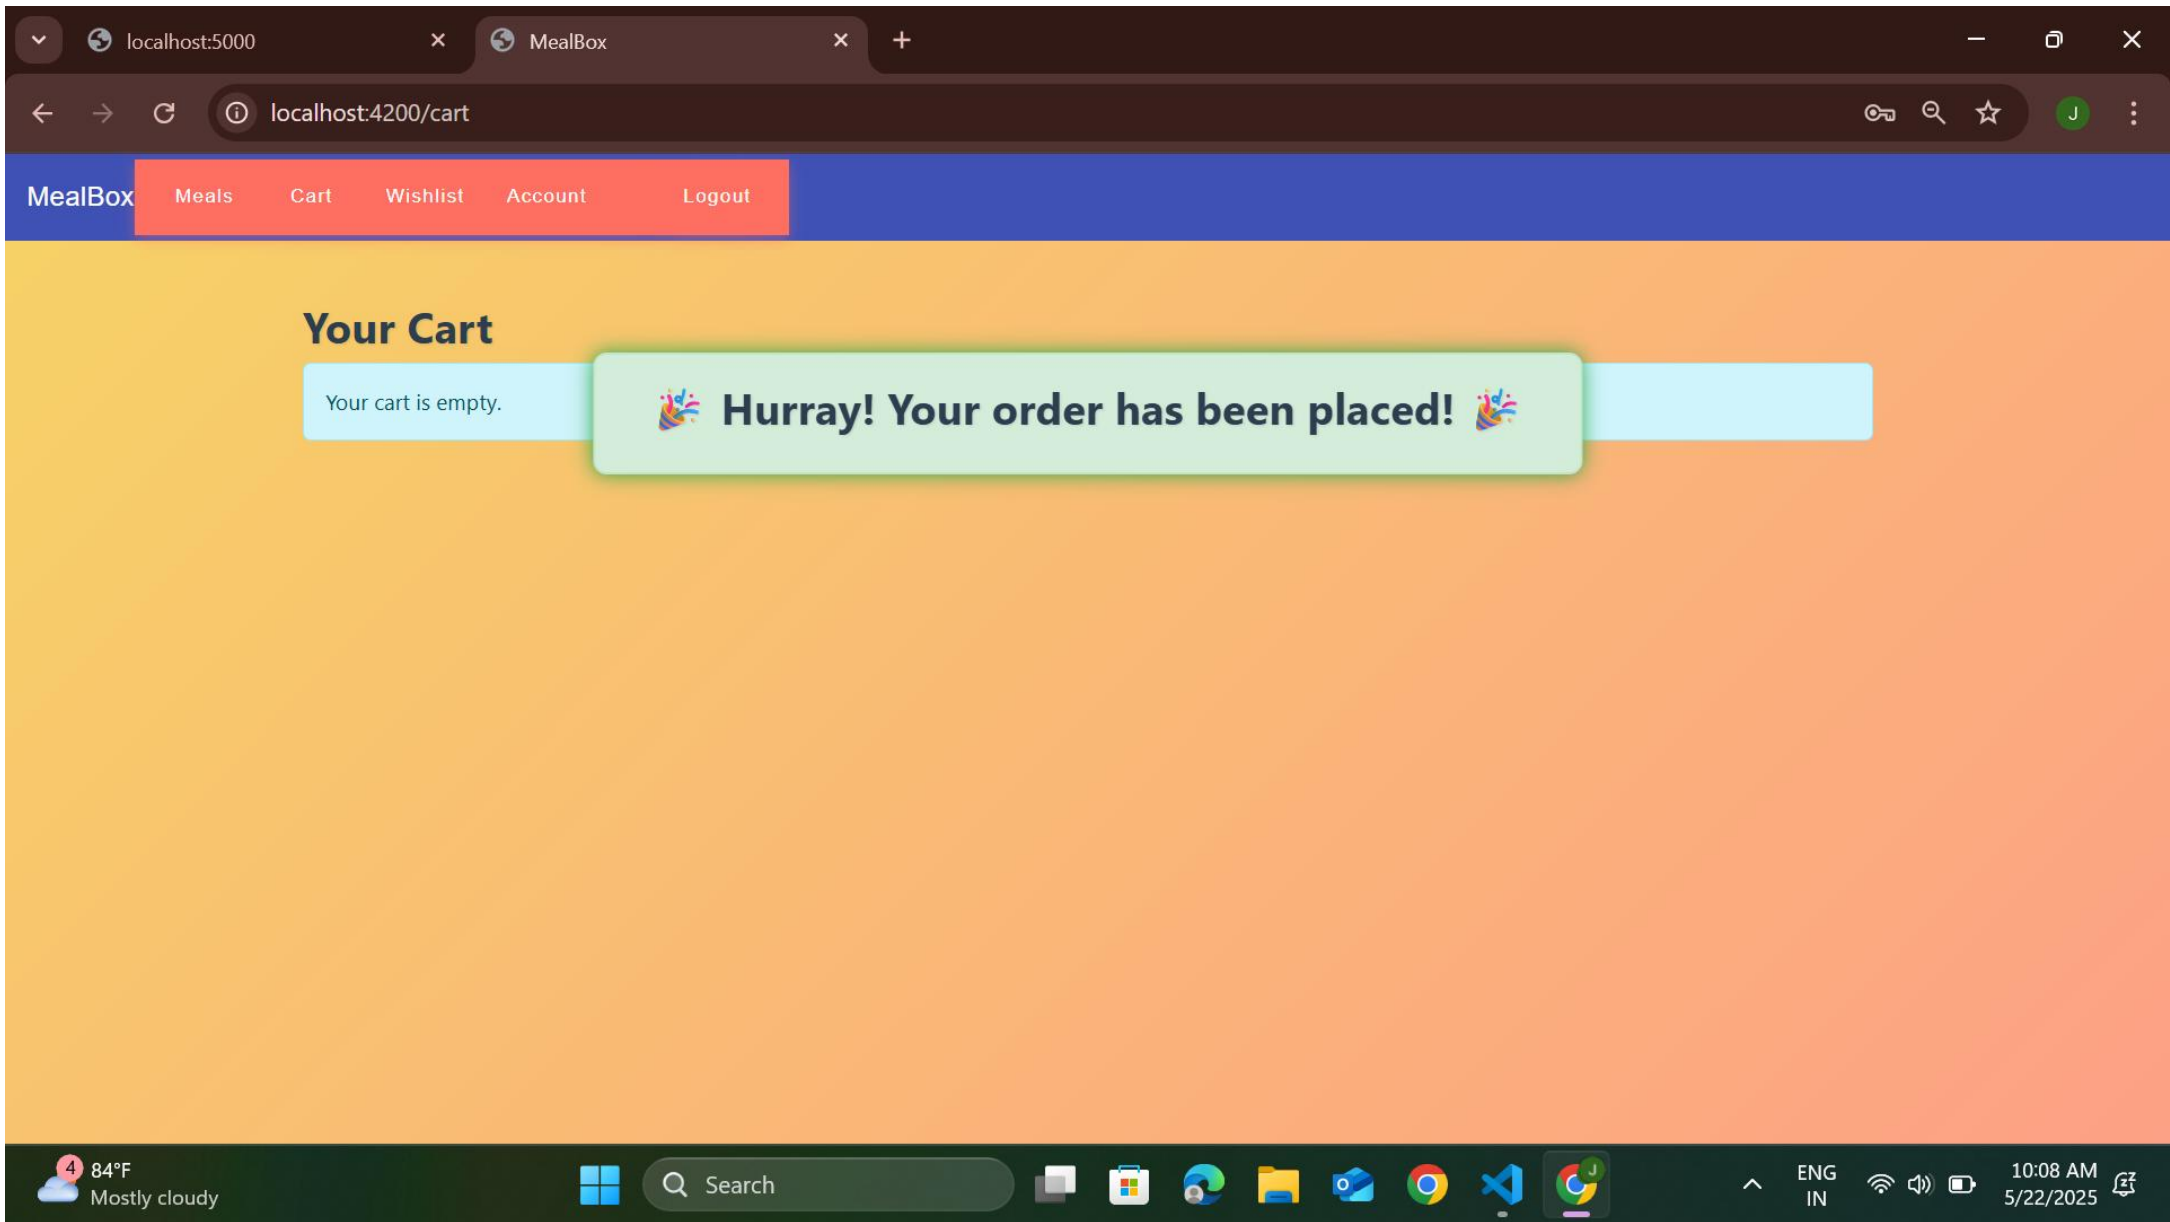 localhost:5000
MealBox
localhost:4200/cart
J
MealBox Meals Cart Wishlist Account Logout
Your Cart
Your cart is empty.
🎉 Hurray! Your order has been placed! 🎉
4
84°F
Mostly cloudy
Search
J
ENG
IN
10:08 AM
5/22/2025